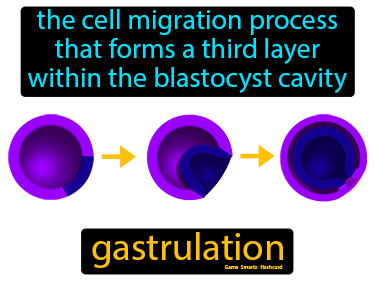 the cell migration process
that forms a third layer
within the blastocyst cavity
gastrulation
Game Smartz flashcard